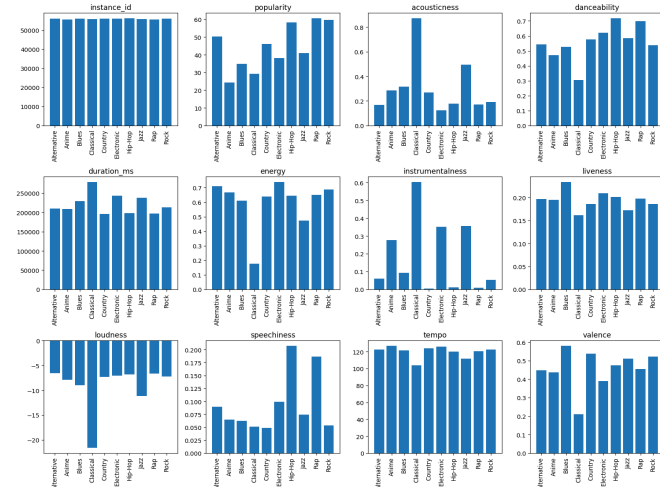 instance_id
50000
40000
30000
20000
10000
0
Alternative
Anime
Blues
Classical
Country
Electronic
Hip-Hop
Jazz
Rap
Rock
popularity
60
50
40
30
20
10
0
Alternative
Anime
Blues
Classical
Country
Electronic
Hip-Hop
Jazz
Rap
Rock
acousticness
0.8
0.6
0.4
0.2
0.0
Alternative
Anime
Blues
Classical
Country
Electronic
Hip-Hop
Jazz
Rap
Rock
danceability
0.7
0.6
0.5
0.4
0.3
0.2
0.1
0.0
Alternative
Anime
Blues
Classical
Country
Electronic
Hip-Hop
Jazz
Rap
Rock
duration_ms
250000
200000
150000
100000
50000
0
Alternative
Anime
Blues
Classical
Country
Electronic
Hip-Hop
Jazz
Rap
Rock
energy
0.7
0.6
0.5
0.4
0.3
0.2
0.1
0.0
Alternative
Anime
Blues
Classical
Country
Electronic
Hip-Hop
Jazz
Rap
Rock
instrumentalness
0.6
0.5
0.4
0.3
0.2
0.1
0.0
Alternative
Anime
Blues
Classical
Country
Electronic
Hip-Hop
Jazz
Rap
Rock
liveness
0.20
0.15
0.10
0.05
0.00
Alternative
Anime
Blues
Classical
Country
Electronic
Hip-Hop
Jazz
Rap
Rock
loudness
0
−5
−10
−15
−20
Alternative
Anime
Blues
Classical
Country
Electronic
Hip-Hop
Jazz
Rap
Rock
speechiness
0.200
0.175
0.150
0.125
0.100
0.075
0.050
0.025
0.000
Alternative
Anime
Blues
Classical
Country
Electronic
Hip-Hop
Jazz
Rap
Rock
tempo
120
100
80
60
40
20
0
Alternative
Anime
Blues
Classical
Country
Electronic
Hip-Hop
Jazz
Rap
Rock
valence
0.6
0.5
0.4
0.3
0.2
0.1
0.0
Alternative
Anime
Blues
Classical
Country
Electronic
Hip-Hop
Jazz
Rap
Rock